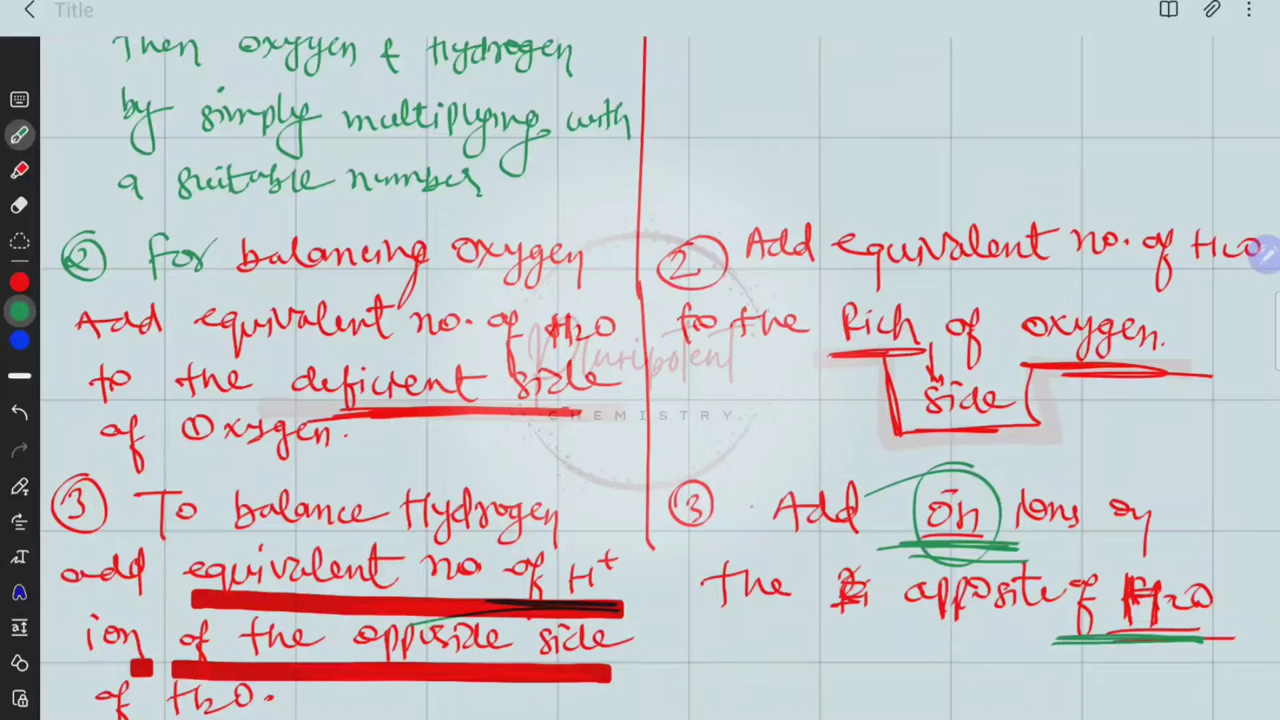 Title
Then oxygen & Hydrogen
by simply multiplying with
a suitable number
② For balancing oxygen
Add equivalent no. of H2O
to the deficient side
of Oxygen.
③ To balance Hydrogen
add equivalent no of H+
ion of the opposide side
of H2O.
② Add equivalent no. of H2O
to the Rich of oxygen.
side
③ Add ions on
the opposite of H2O
Pluripotent
CHEMISTRY